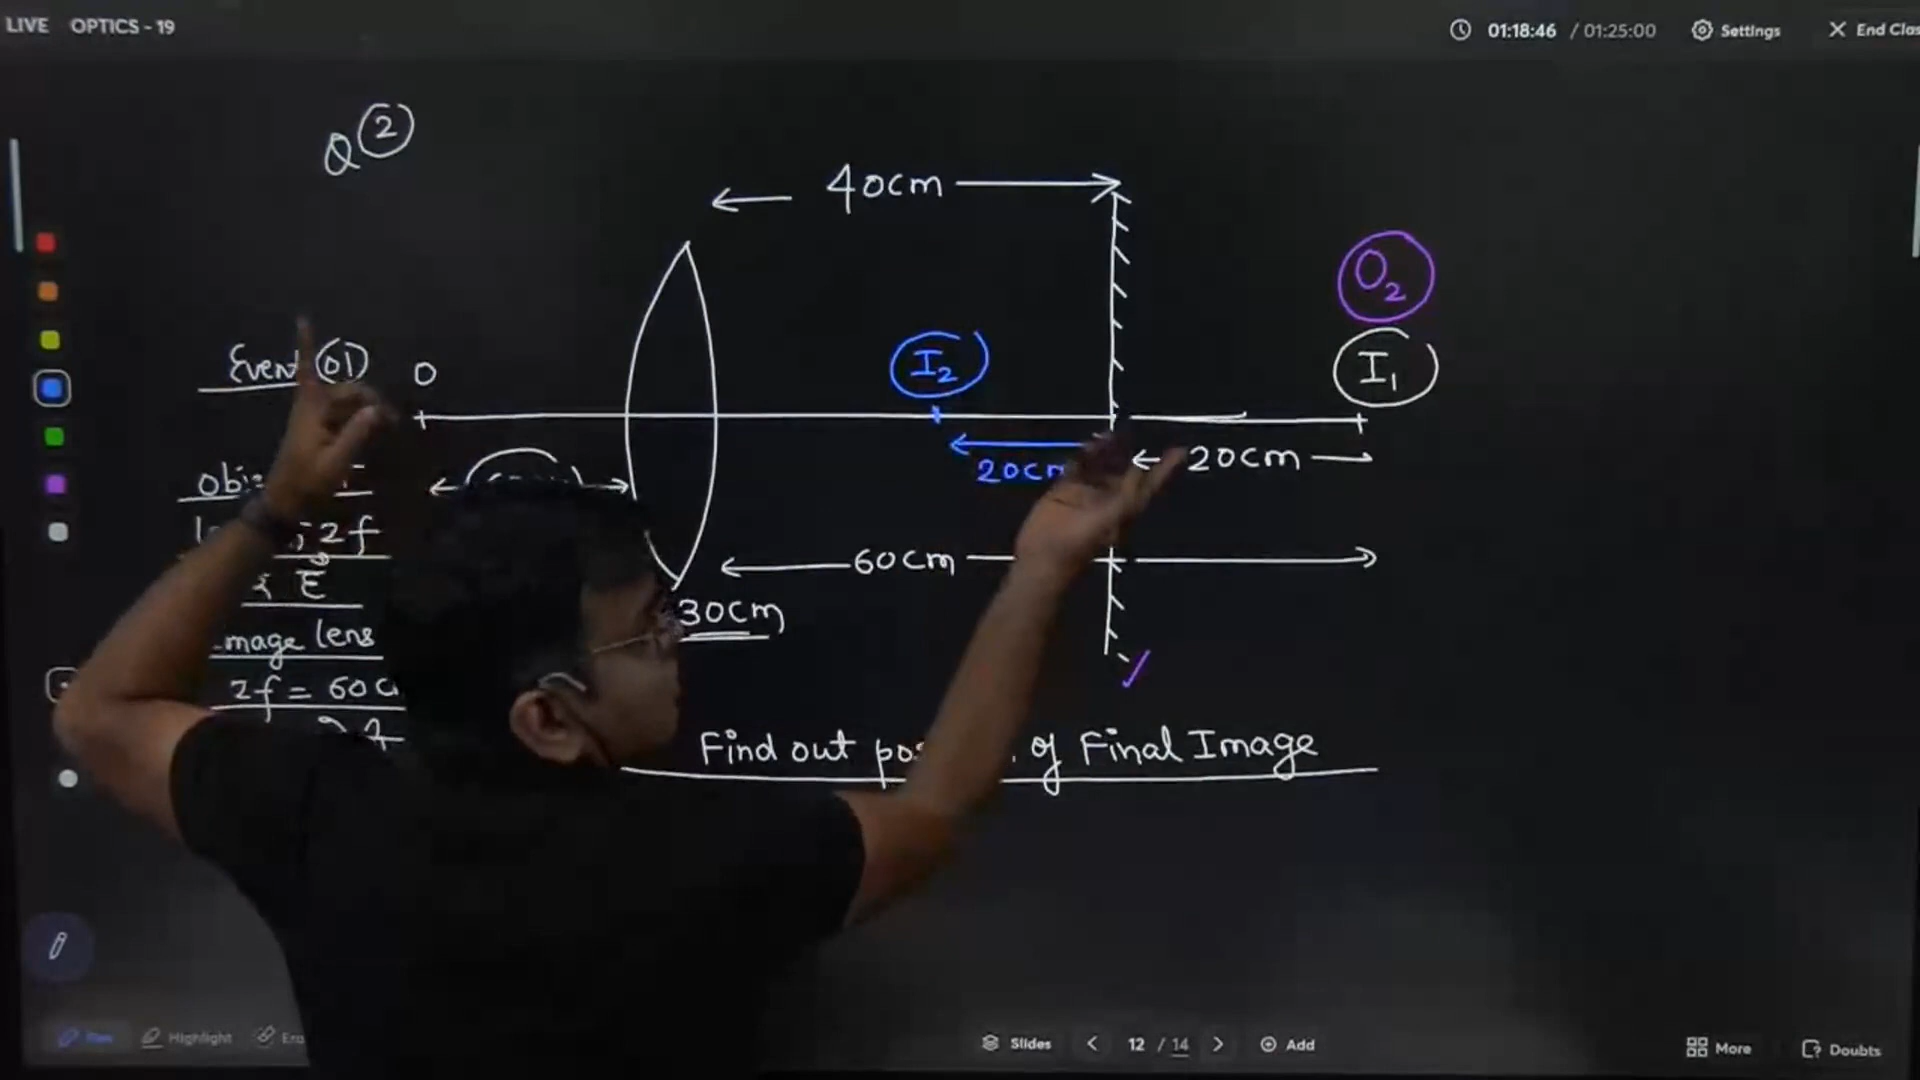 LIVE OPTICS - 19
01:18:46 / 01:25:00 Settings End Clas
Q 2
40cm
O2
Event 01 O I2 I1
20cm 20cm
2f
60cm
30cm
image lens
2f = 60
Find out of Final Image
Highlight
Slides 12 / 14 Add
More Doubts